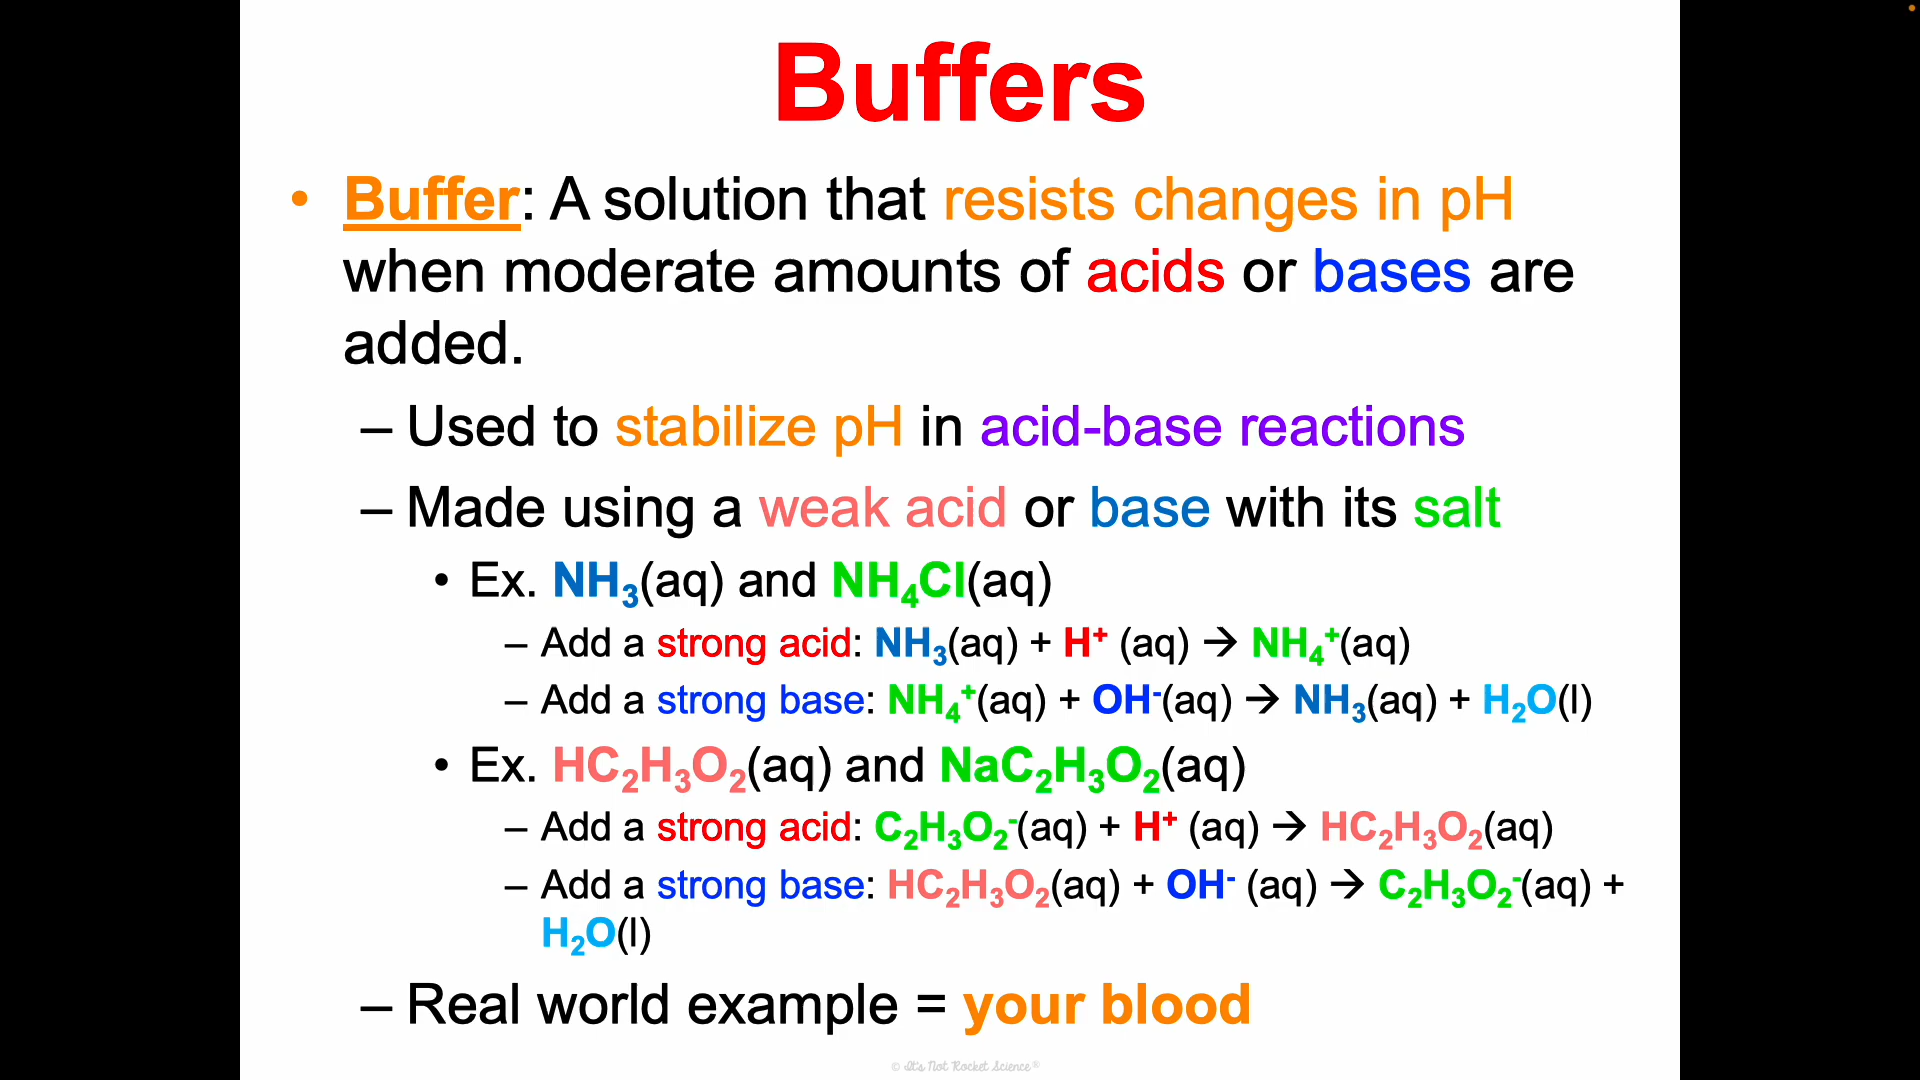 Buffers
• Buffer: A solution that resists changes in pH
when moderate amounts of acids or bases are
added.
– Used to stabilize pH in acid-base reactions
– Made using a weak acid or base with its salt
• Ex. NH₃(aq) and NH₄Cl(aq)
– Add a strong acid: NH₃(aq) + H⁺ (aq) → NH₄⁺(aq)
– Add a strong base: NH₄⁺(aq) + OH⁻(aq) → NH₃(aq) + H₂O(l)
• Ex. HC₂H₃O₂(aq) and NaC₂H₃O₂(aq)
– Add a strong acid: C₂H₃O₂⁻(aq) + H⁺ (aq) → HC₂H₃O₂(aq)
– Add a strong base: HC₂H₃O₂(aq) + OH⁻ (aq) → C₂H₃O₂⁻(aq) +
H₂O(l)
– Real world example = your blood
© It's Not Rocket Science®